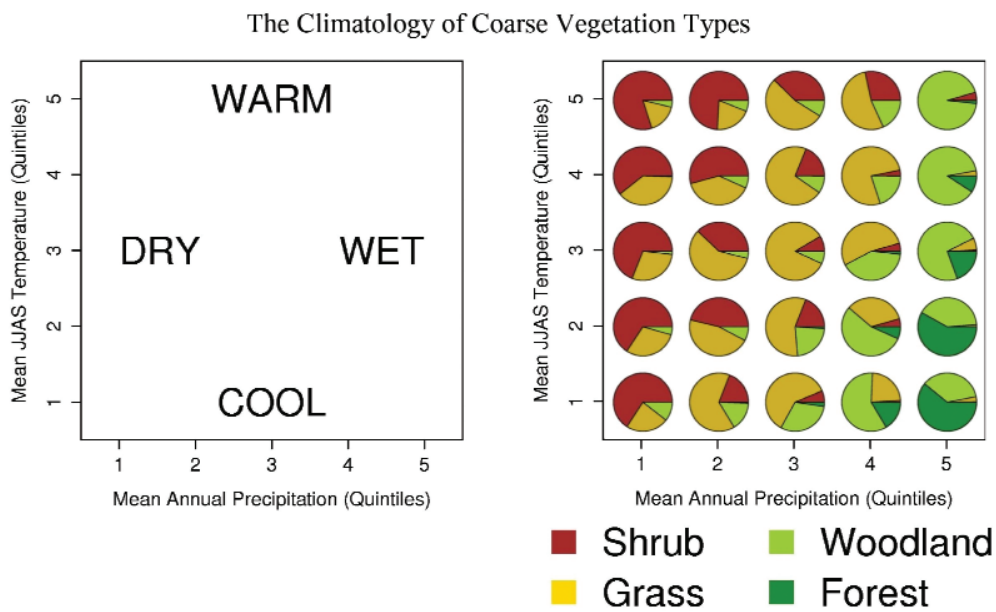 The Climatology of Coarse Vegetation Types
Mean JJAS Temperature (Quintiles)
5
4
3
2
1
WARM
DRY WET
COOL
1 2 3 4 5
Mean Annual Precipitation (Quintiles)
Mean JJAS Temperature (Quintiles)
5
4
3
2
1
1 2 3 4 5
Mean Annual Precipitation (Quintiles)
Shrub Woodland
Grass Forest